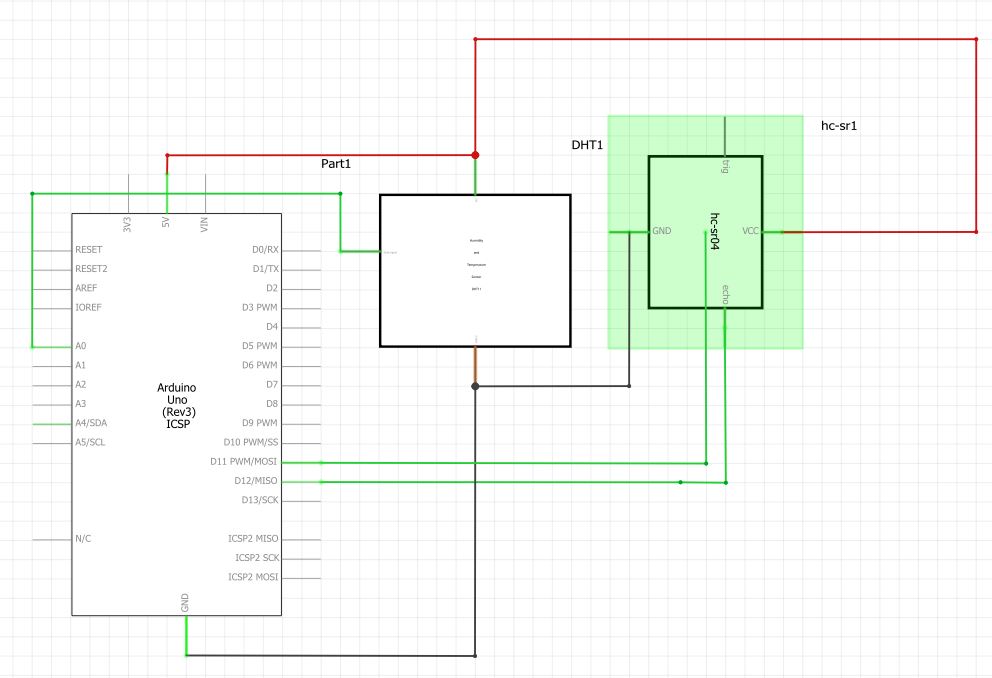 hc-sr1
DHT1
Part1
trig
hc-sr04
GND
VCC
echo
3V3
5V
VIN
RESET
RESET2
AREF
IOREF
A0
A1
A2
A3
A4/SDA
A5/SCL
N/C
Arduino
Uno
(Rev3)
ICSP
D0/RX
D1/TX
D2
D3 PWM
D4
D5 PWM
D6 PWM
D7
D8
D9 PWM
D10 PWM/SS
D11 PWM/MOSI
D12/MISO
D13/SCK
ICSP2 MISO
ICSP2 SCK
ICSP2 MOSI
GND
Humidity
and